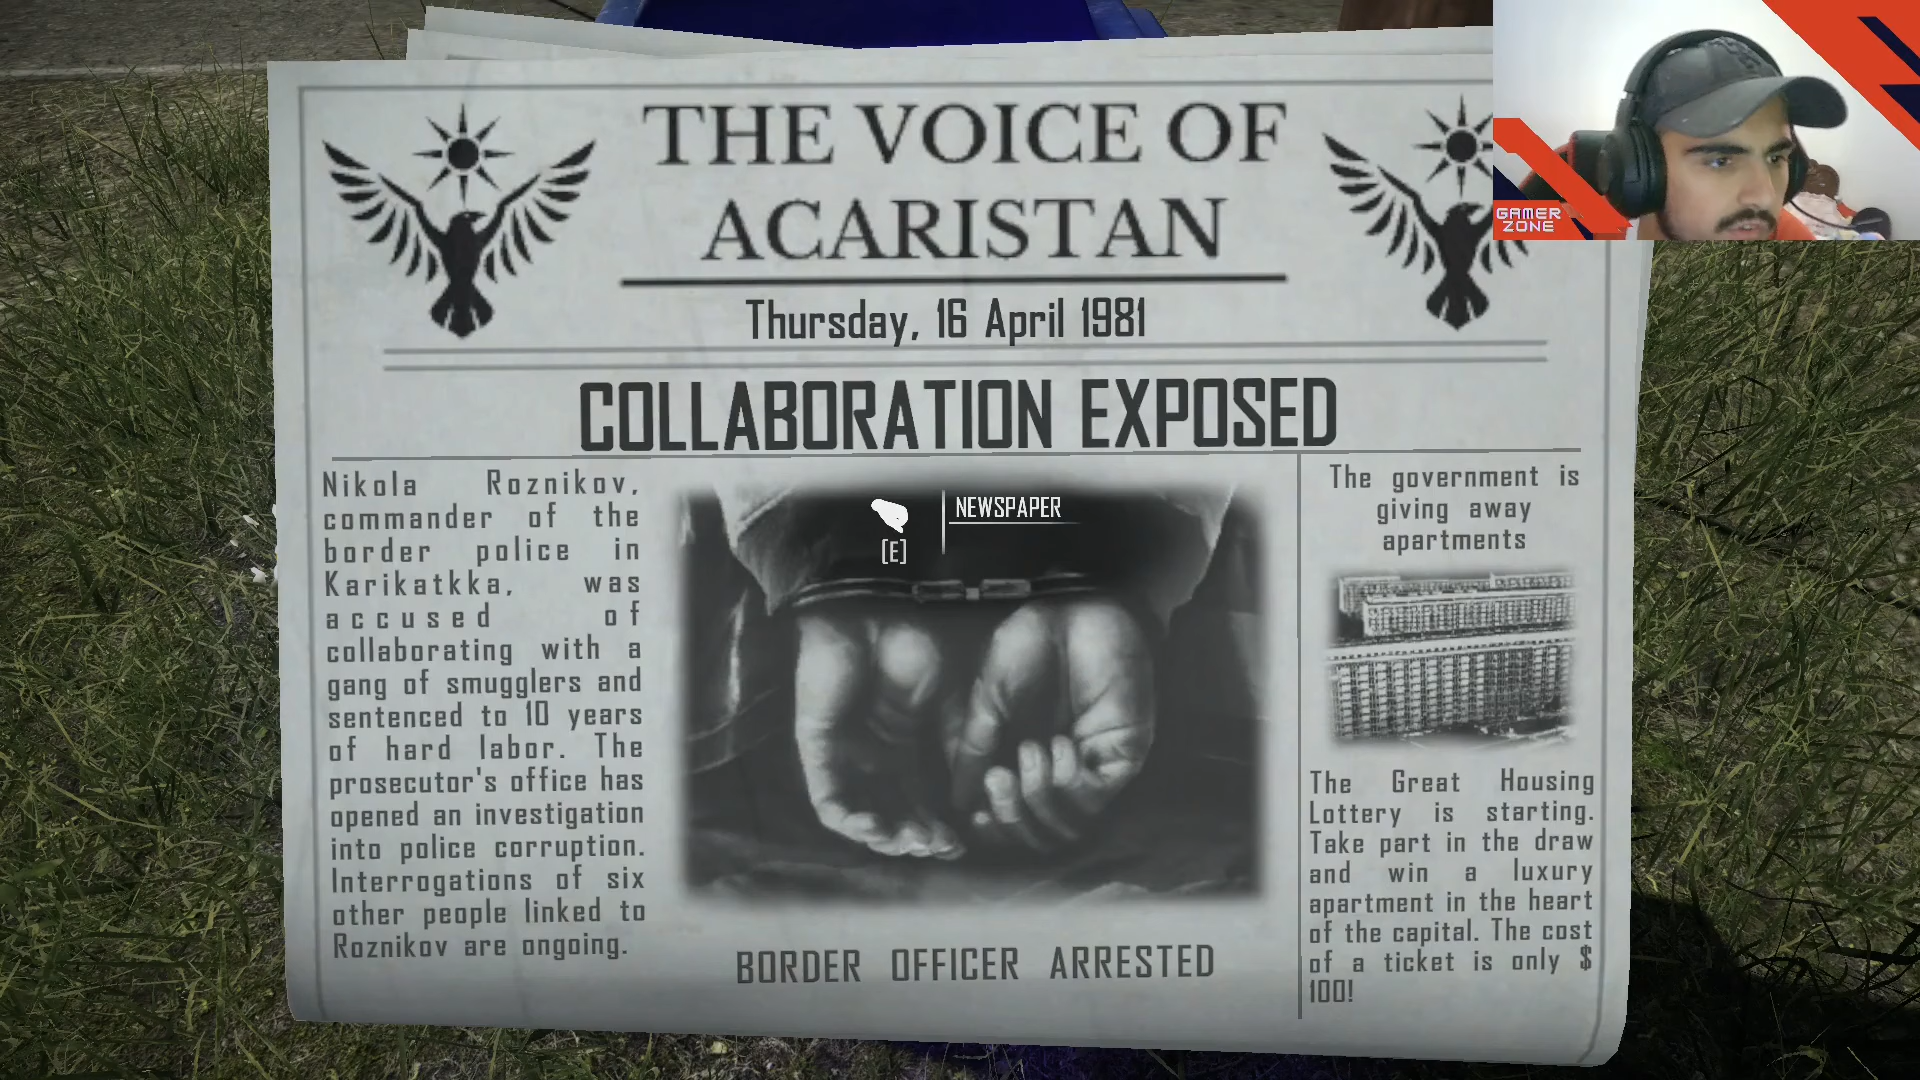 THE VOICE OF
ACARISTAN
Thursday, 16 April 1981
COLLABORATION EXPOSED
Nikola Roznikov,
commander of the
border police in
Karikatkka, was
accused of
collaborating with a
gang of smugglers and
sentenced to 10 years
of hard labor. The
prosecutor's office has
opened an investigation
into police corruption.
Interrogations of six
other people linked to
Roznikov are ongoing.
NEWSPAPER
[E]
BORDER OFFICER ARRESTED
The government is
giving away
apartments
The Great Housing
Lottery is starting.
Take part in the draw
and win a luxury
apartment in the heart
of the capital. The cost
of a ticket is only $
100!
GAMER
ZONE